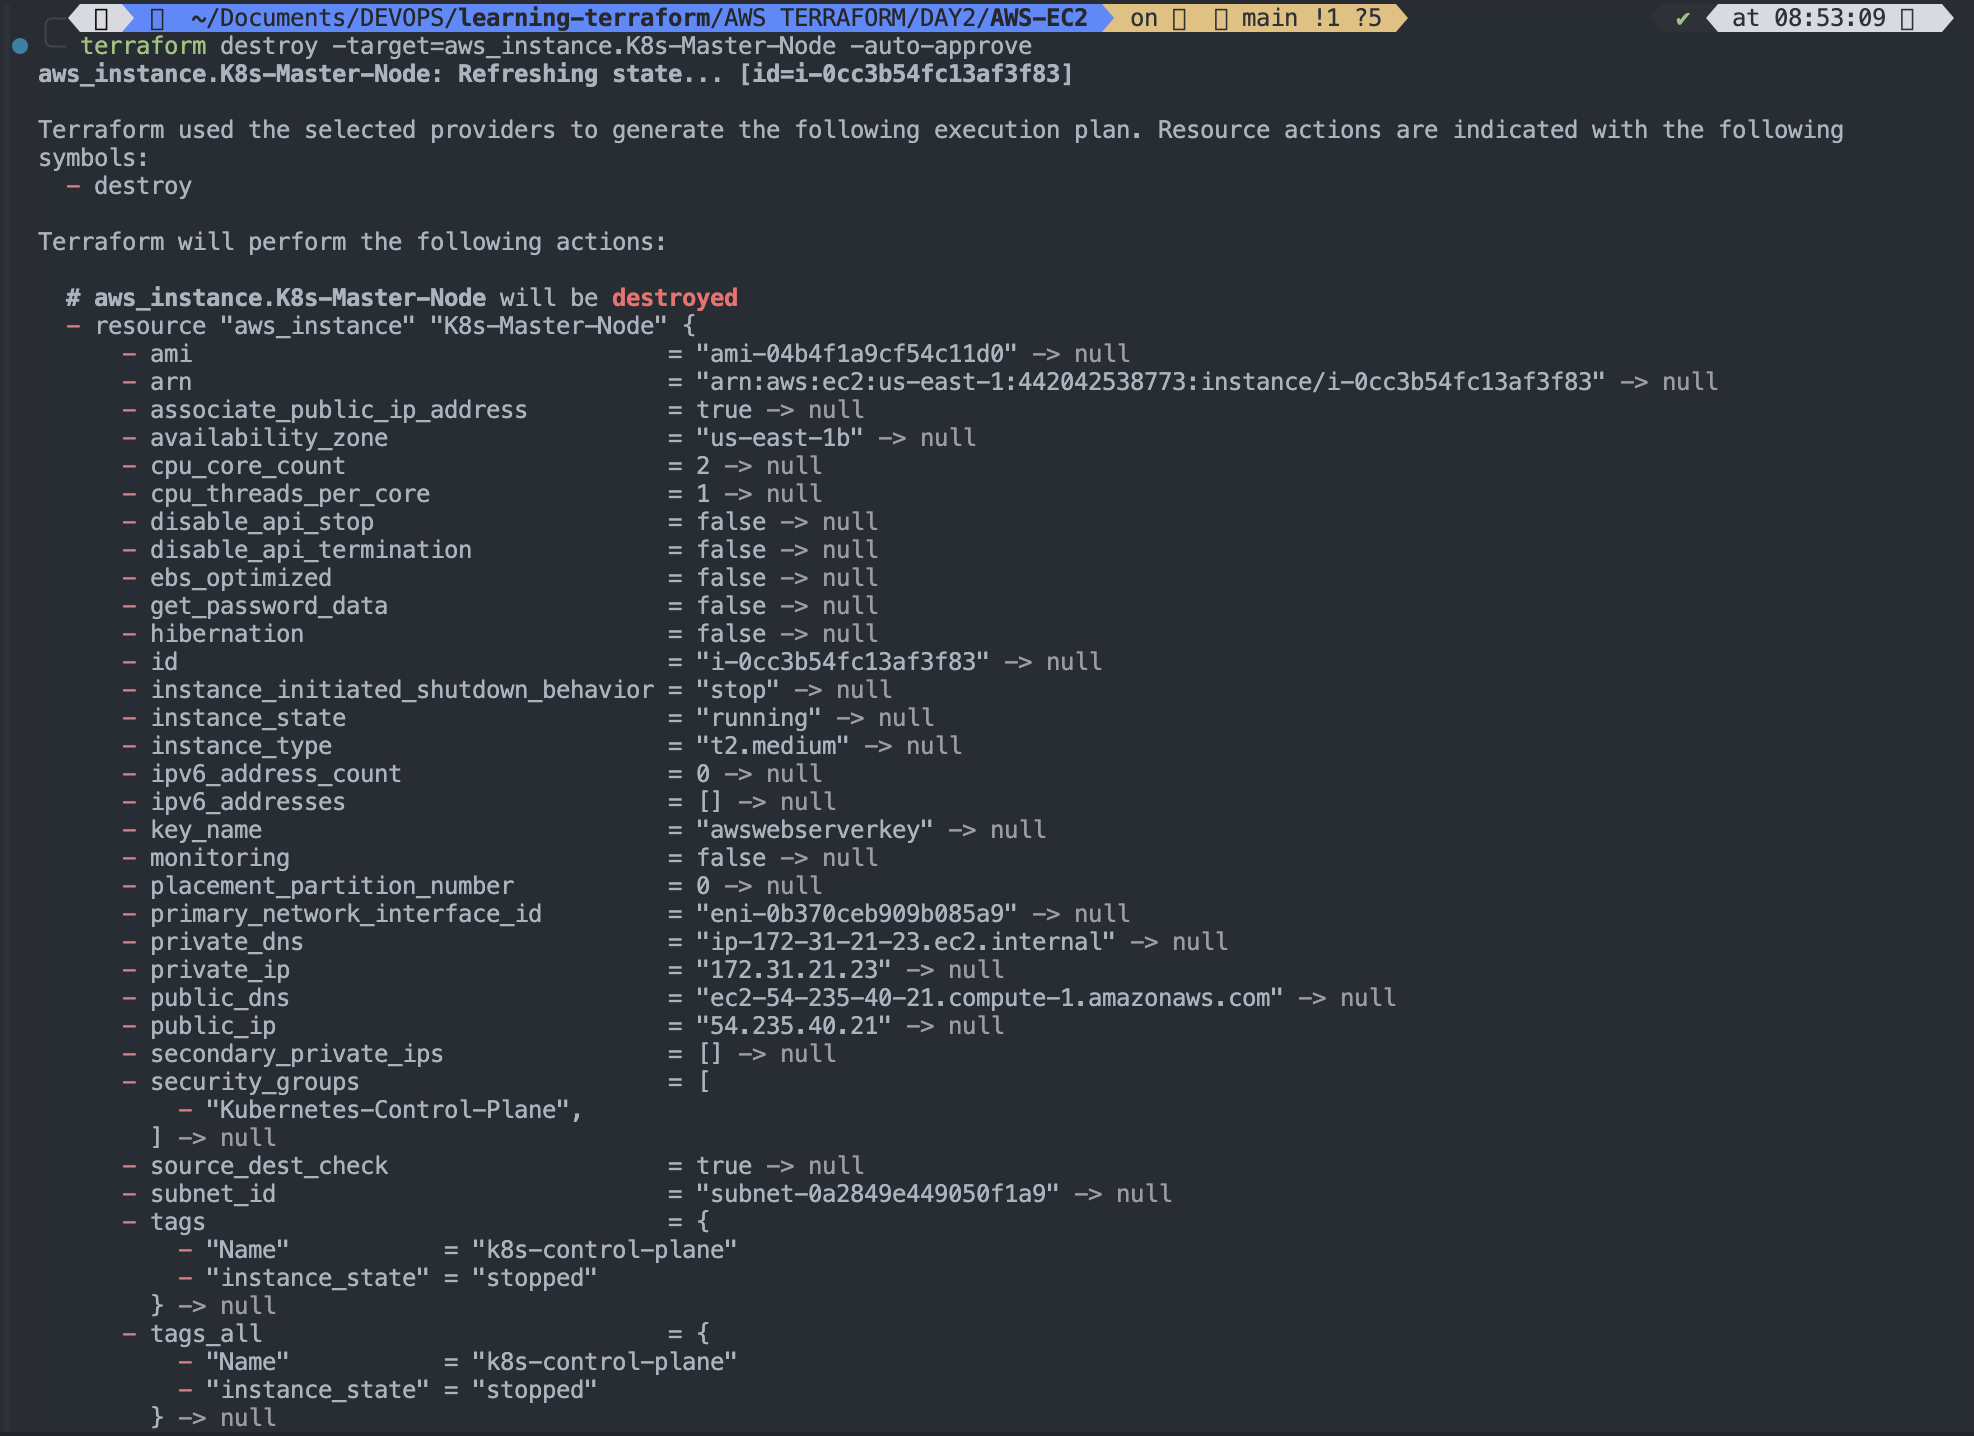 ~/Documents/DEVOPS/learning-terraform/AWS TERRAFORM/DAY2/AWS-EC2 on main !1 ?5 ✔ at 08:53:09
terraform destroy -target=aws_instance.K8s-Master-Node -auto-approve
aws_instance.K8s-Master-Node: Refreshing state... [id=i-0cc3b54fc13af3f83]
Terraform used the selected providers to generate the following execution plan. Resource actions are indicated with the following
symbols:
- destroy
Terraform will perform the following actions:
# aws_instance.K8s-Master-Node will be destroyed
- resource "aws_instance" "K8s-Master-Node" {
- ami = "ami-04b4f1a9cf54c11d0" -> null
- arn = "arn:aws:ec2:us-east-1:442042538773:instance/i-0cc3b54fc13af3f83" -> null
- associate_public_ip_address = true -> null
- availability_zone = "us-east-1b" -> null
- cpu_core_count = 2 -> null
- cpu_threads_per_core = 1 -> null
- disable_api_stop = false -> null
- disable_api_termination = false -> null
- ebs_optimized = false -> null
- get_password_data = false -> null
- hibernation = false -> null
- id = "i-0cc3b54fc13af3f83" -> null
- instance_initiated_shutdown_behavior = "stop" -> null
- instance_state = "running" -> null
- instance_type = "t2.medium" -> null
- ipv6_address_count = 0 -> null
- ipv6_addresses = [] -> null
- key_name = "awswebserverkey" -> null
- monitoring = false -> null
- placement_partition_number = 0 -> null
- primary_network_interface_id = "eni-0b370ceb909b085a9" -> null
- private_dns = "ip-172-31-21-23.ec2.internal" -> null
- private_ip = "172.31.21.23" -> null
- public_dns = "ec2-54-235-40-21.compute-1.amazonaws.com" -> null
- public_ip = "54.235.40.21" -> null
- secondary_private_ips = [] -> null
- security_groups = [
- "Kubernetes-Control-Plane",
] -> null
- source_dest_check = true -> null
- subnet_id = "subnet-0a2849e449050f1a9" -> null
- tags = {
- "Name" = "k8s-control-plane"
- "instance_state" = "stopped"
} -> null
- tags_all = {
- "Name" = "k8s-control-plane"
- "instance_state" = "stopped"
} -> null